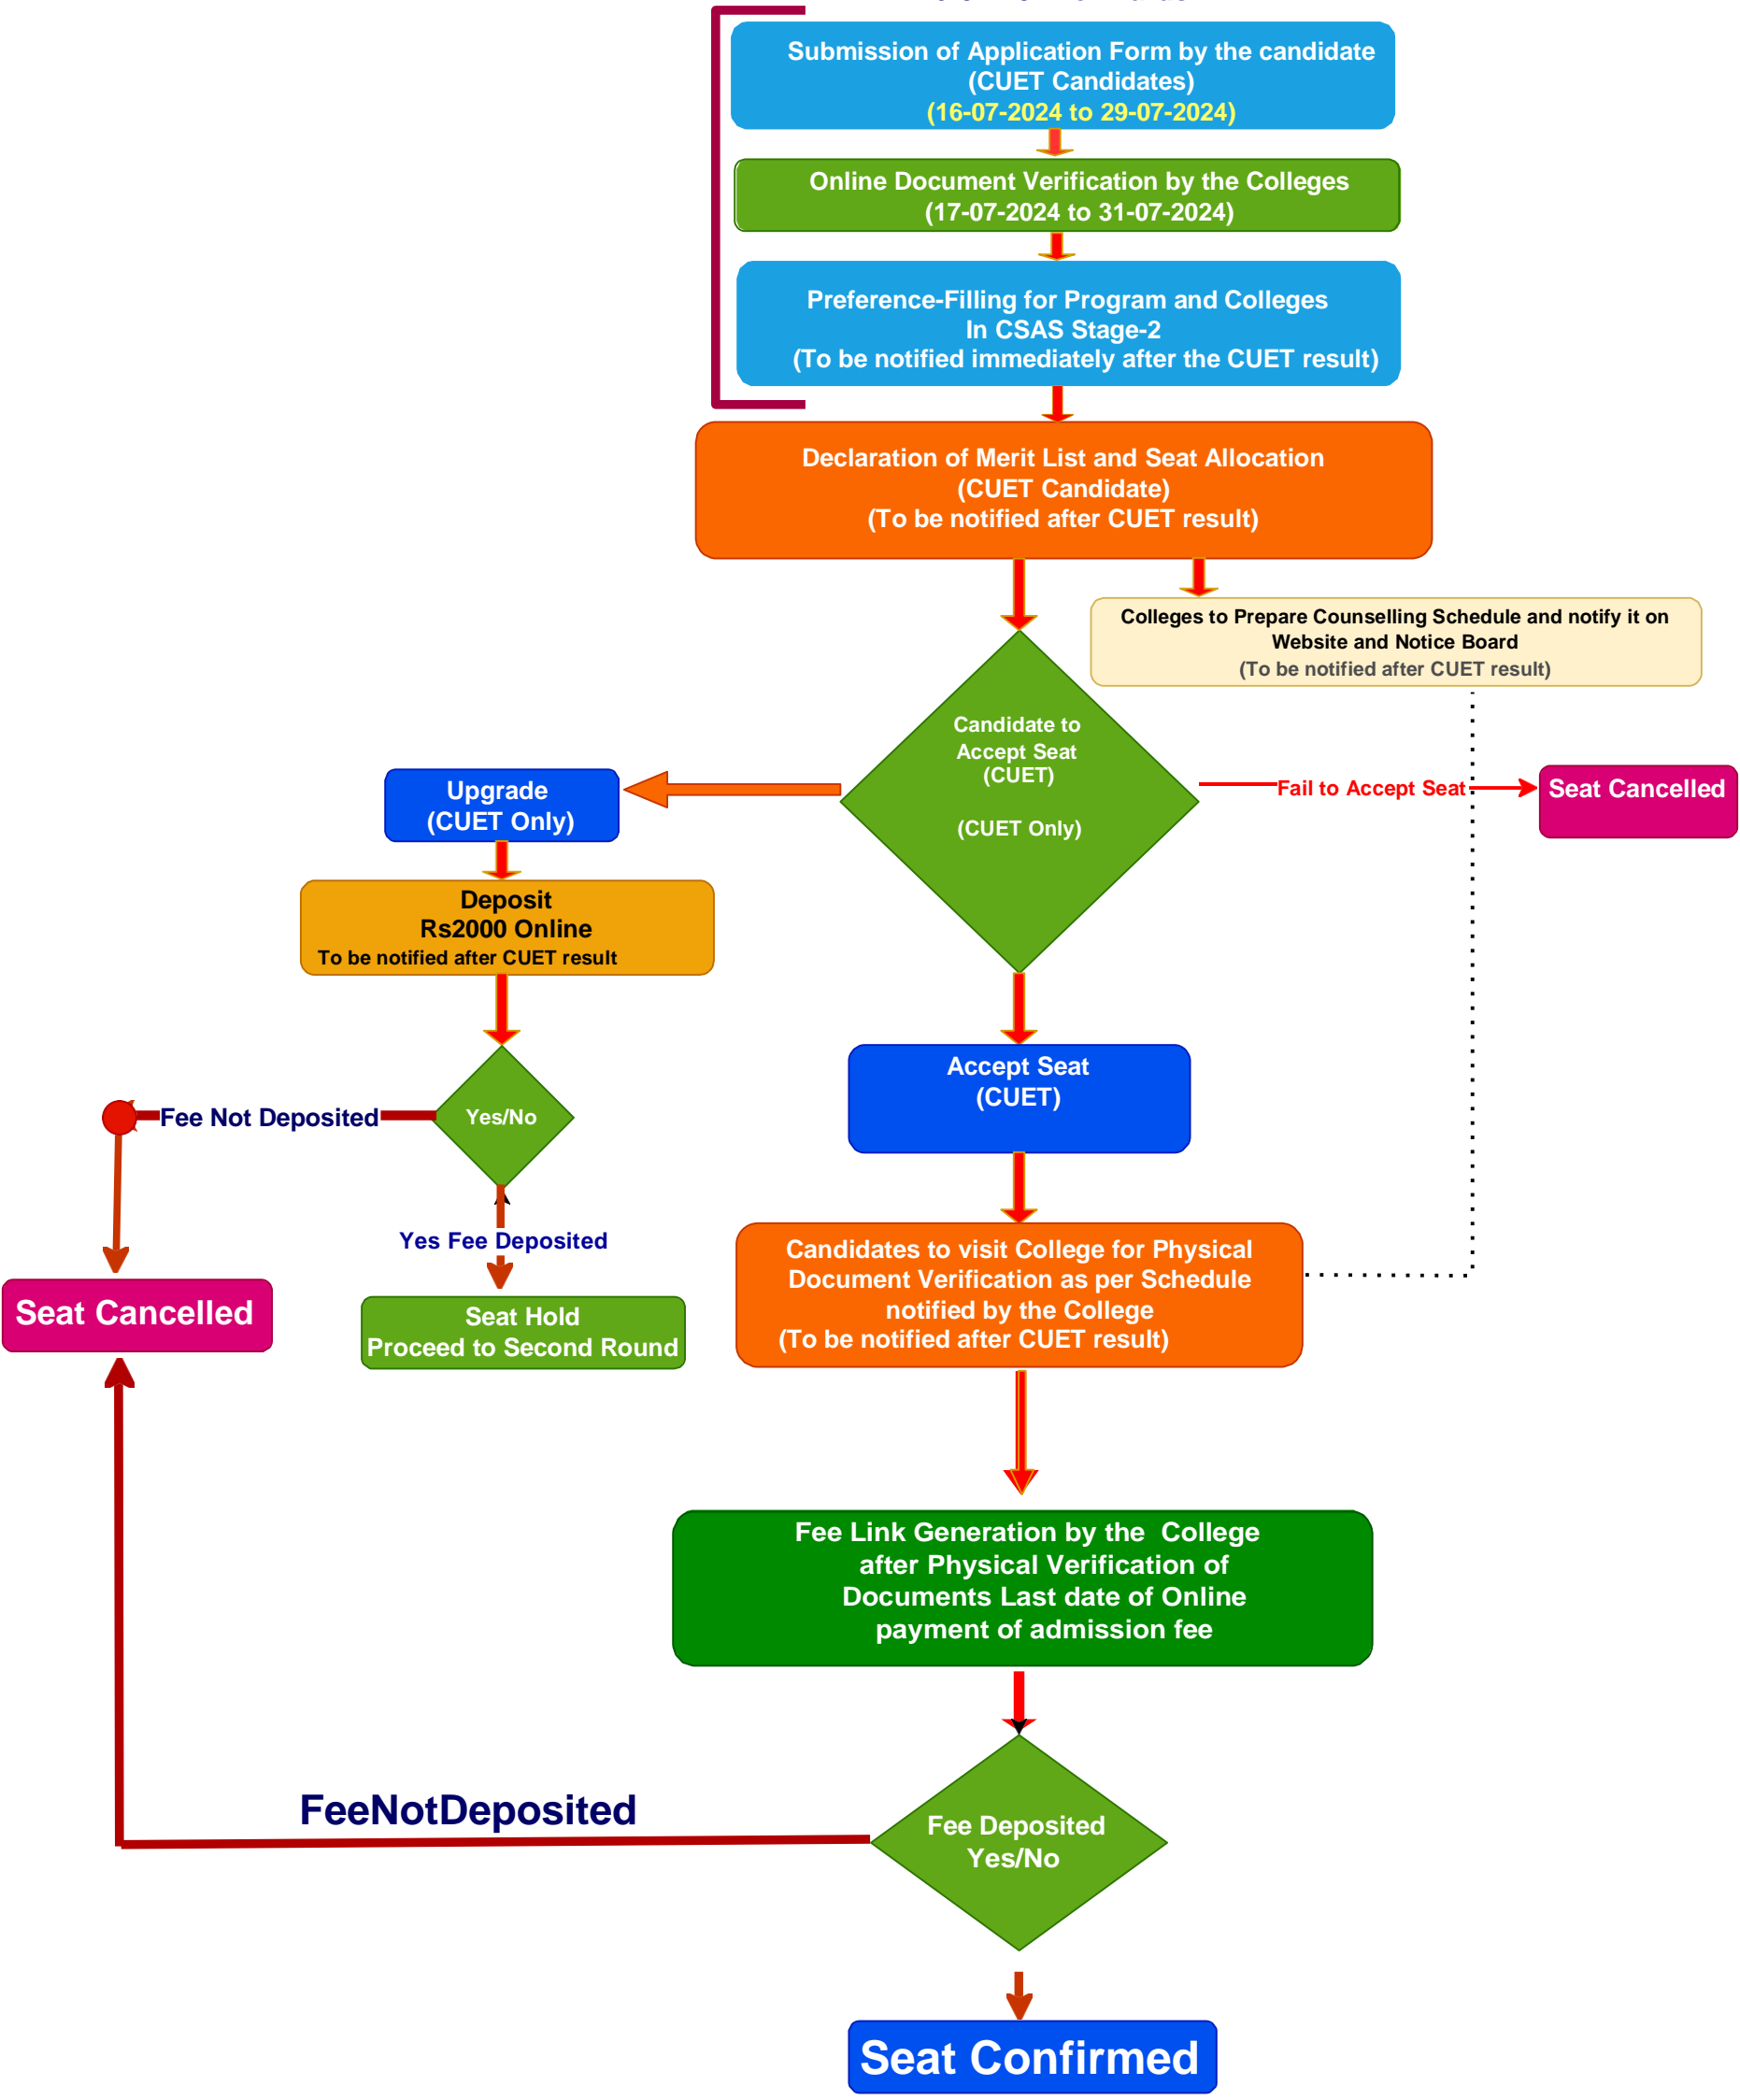 Submission of Application Form by the candidate
(CUET Candidates)
(16-07-2024 to 29-07-2024)
Online Document Verification by the Colleges
(17-07-2024 to 31-07-2024)
Preference-Filling for Program and Colleges
In CSAS Stage-2
(To be notified immediately after the CUET result)
Declaration of Merit List and Seat Allocation
(CUET Candidate)
(To be notified after CUET result)
Colleges to Prepare Counselling Schedule and notify it on
Website and Notice Board
(To be notified after CUET result)
Candidate to
Accept Seat
(CUET)
(CUET Only)
Fail to Accept Seat
Seat Cancelled
Upgrade
(CUET Only)
Deposit
Rs2000 Online
To be notified after CUET result
Yes/No
Fee Not Deposited
Yes Fee Deposited
Seat Cancelled
Seat Hold
Proceed to Second Round
Accept Seat
(CUET)
Candidates to visit College for Physical
Document Verification as per Schedule
notified by the College
(To be notified after CUET result)
Fee Link Generation by the College
after Physical Verification of
Documents Last date of Online
payment of admission fee
FeeNotDeposited
Fee Deposited
Yes/No
Seat Confirmed